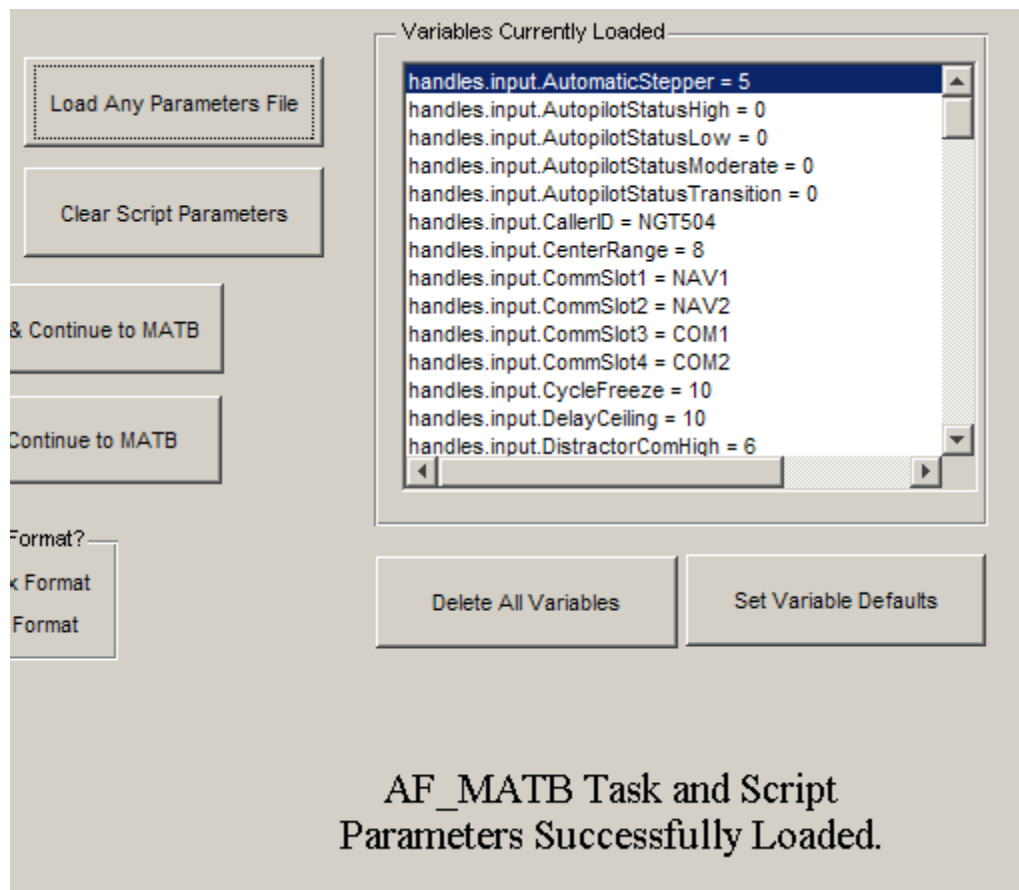 Variables Currently Loaded
Load Any Parameters File
Clear Script Parameters
& Continue to MATB
Continue to MATB
Format?
x Format
Format
handles.input.AutomaticStepper = 5
handles.input.AutopilotStatusHigh = 0
handles.input.AutopilotStatusLow = 0
handles.input.AutopilotStatusModerate = 0
handles.input.AutopilotStatusTransition = 0
handles.input.CallerID = NGT504
handles.input.CenterRange = 8
handles.input.CommSlot1 = NAV1
handles.input.CommSlot2 = NAV2
handles.input.CommSlot3 = COM1
handles.input.CommSlot4 = COM2
handles.input.CycleFreeze = 10
handles.input.DelayCeiling = 10
handles.input.DistractorComHigh = 6
Delete All Variables
Set Variable Defaults
AF_MATB Task and Script
Parameters Successfully Loaded.